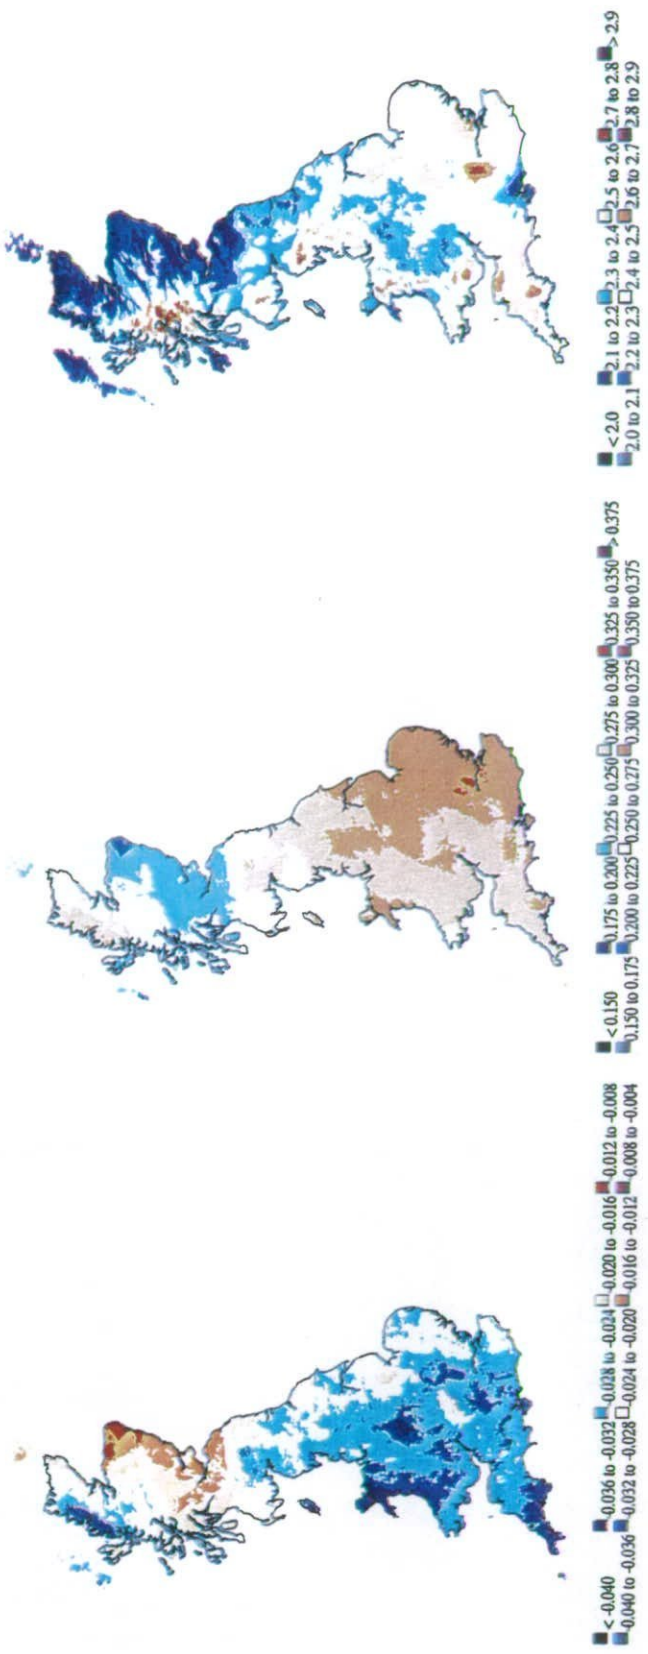 < -0.040 -0.036 to -0.032 -0.028 to -0.024 -0.020 to -0.016 -0.012 to -0.008
-0.040 to -0.036 -0.032 to -0.028 -0.024 to -0.020 -0.016 to -0.012 -0.008 to -0.004
< 0.150 0.175 to 0.200 0.225 to 0.250 0.275 to 0.300 0.325 to 0.350 > 0.375
0.150 to 0.175 0.200 to 0.225 0.250 to 0.275 0.300 to 0.325 0.350 to 0.375
< 2.0 2.1 to 2.2 2.3 to 2.4 2.5 to 2.6 2.7 to 2.8 > 2.9
2.0 to 2.1 2.2 to 2.3 2.4 to 2.5 2.6 to 2.7 2.8 to 2.9